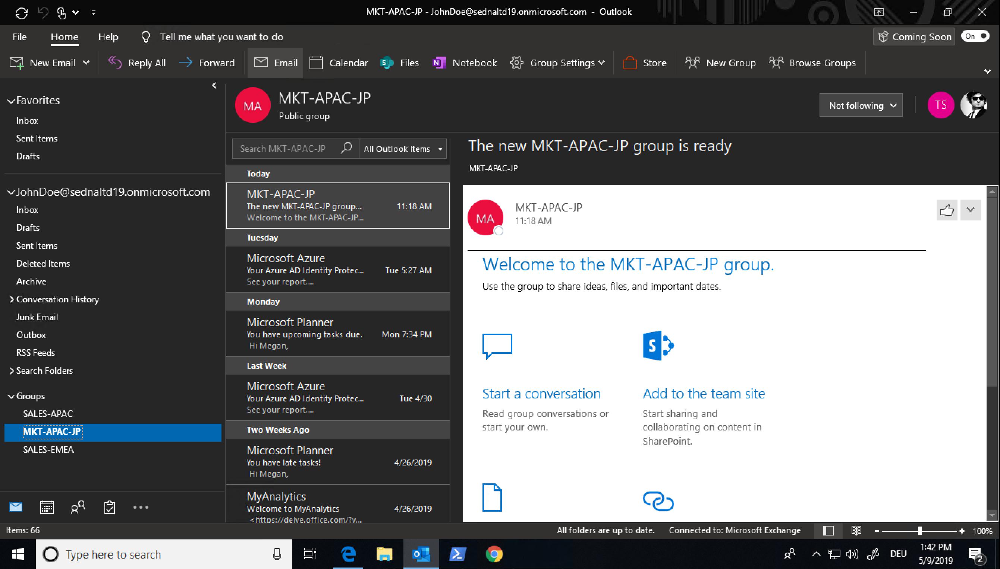 MKT-APAC-JP - JohnDoe@sednaltd19.onmicrosoft.com - Outlook
File Home Help Tell me what you want to do Coming Soon On
New Email Reply All Forward Email Calendar Files Notebook Group Settings Store New Group Browse Groups
Favorites
Inbox
Sent Items
Drafts
JohnDoe@sednaltd19.onmicrosoft.com
Inbox
Drafts
Sent Items
Deleted Items
Archive
Conversation History
Junk Email
Outbox
RSS Feeds
Search Folders
Groups
SALES-APAC
MKT-APAC-JP
SALES-EMEA
MA
MKT-APAC-JP
Public group
Not following
TS
Search MKT-APAC-JP All Outlook Items
Today
MKT-APAC-JP
The new MKT-APAC-JP group... 11:18 AM
Welcome to the MKT-APAC-JP...
Tuesday
Microsoft Azure
Your Azure AD Identity Protec... Tue 5:27 AM
See your report....
Monday
Microsoft Planner
You have upcoming tasks due. Mon 7:34 PM
Hi Megan,
Last Week
Microsoft Azure
Your Azure AD Identity Protec... Tue 4/30
See your report....
Two Weeks Ago
Microsoft Planner
You have late tasks! 4/26/2019
Hi Megan,
MyAnalytics
Welcome to MyAnalytics 4/26/2019
<https://delve.office.com/?v...
The new MKT-APAC-JP group is ready
MKT-APAC-JP
MA
MKT-APAC-JP
11:18 AM
Welcome to the MKT-APAC-JP group.
Use the group to share ideas, files, and important dates.
Start a conversation
Read group conversations or
start your own.
Add to the team site
Start sharing and
collaborating on content in
SharePoint.
Items: 66 All folders are up to date. Connected to: Microsoft Exchange 100%
Type here to search
DEU
1:42 PM
5/9/2019
2